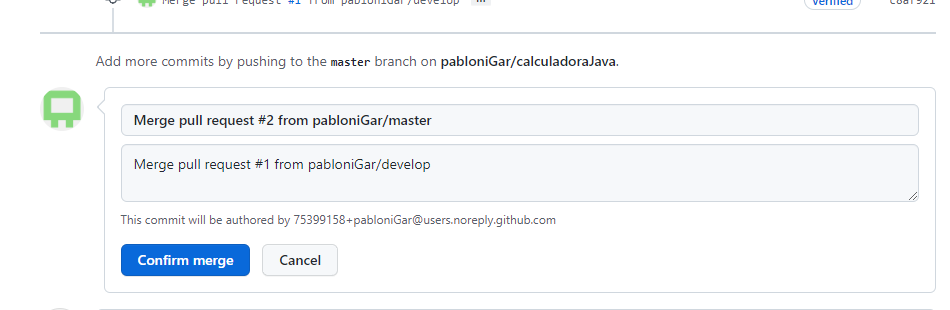 Merge pull request #1 from pabloniGar/develop ... Verified c8af921
Add more commits by pushing to the master branch on pabloniGar/calculadoraJava.
Merge pull request #2 from pabloniGar/master
Merge pull request #1 from pabloniGar/develop
This commit will be authored by 75399158+pabloniGar@users.noreply.github.com
Confirm merge Cancel